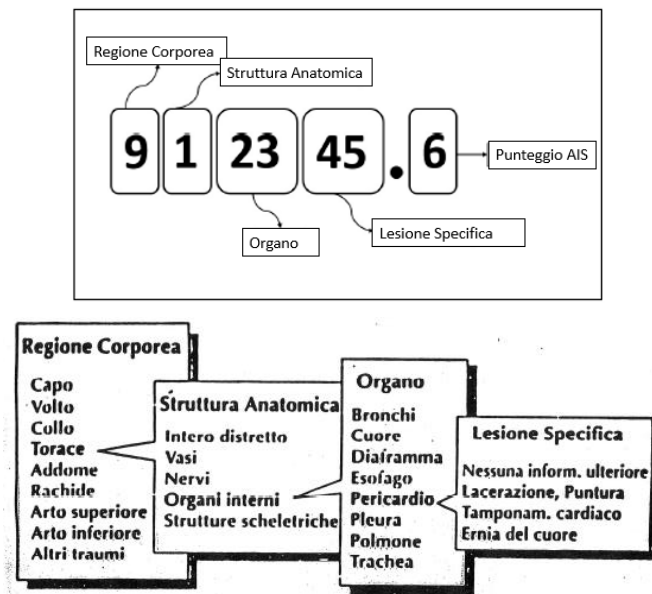 Regione Corporea
Struttura Anatomica
9 1 23 45 . 6
Punteggio AIS
Organo
Lesione Specifica
Regione Corporea
Capo
Volto
Collo
Torace
Addome
Rachide
Arto superiore
Arto inferiore
Altri traumi
Struttura Anatomica
Intero distretto
Vasi
Nervi
Organi interni
Strutture scheletriche
Organo
Bronchi
Cuore
Diaframma
Esofago
Pericardio
Pleura
Polmone
Trachea
Lesione Specifica
Nessuna inform. ulteriore
Lacerazione, Puntura
Tamponam. cardiaco
Ernia del cuore